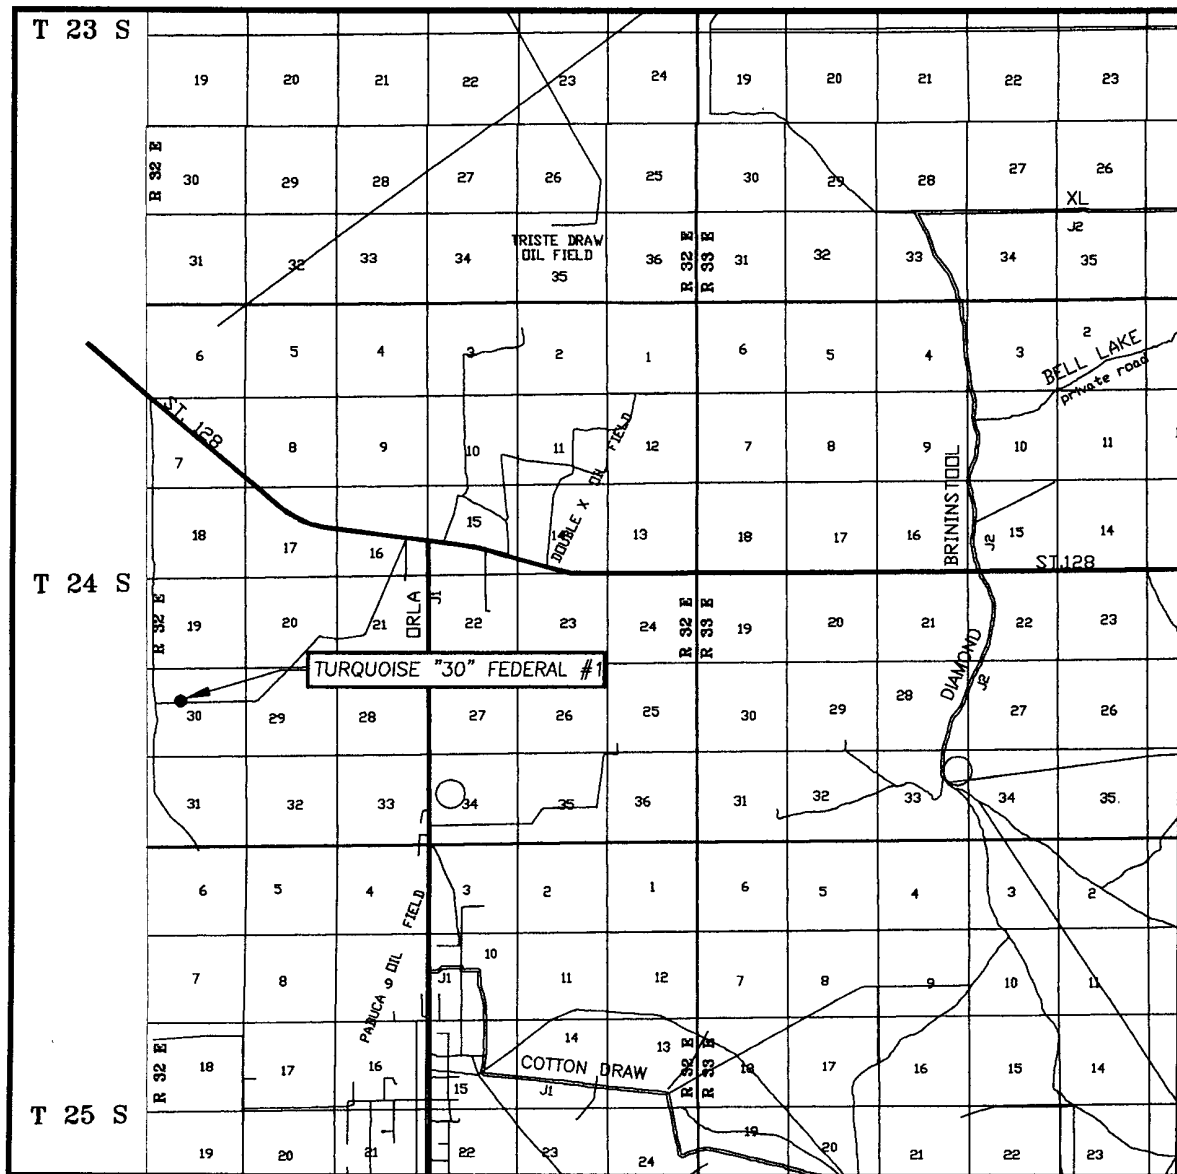 T 23 S
19 20 21 22 23 24 19 20 21 22 23
R 32 E
30 29 28 27 26 25 30 29 28 27 26
XL
J2
TRISTE DRAW
OIL FIELD
R 32 E R 33 E
31 32 33 34 35 36 31 32 33 34 35
6 5 4 3 2 1 6 5 4 3 2
BELL LAKE
private road
ST. 128
7 8 9 10 11 12 7 8 9 10 11
DOUBLE X OIL FIELD
BRININSTOOL
J2
18 17 16 15 14 13 18 17 16 15 14
ST.128
T 24 S
R 32 E
ORLA
J1
R 32 E R 33 E
19 20 21 22 23 24 19 20 21 22 23
DIAMOND
J2
TURQUOISE "30" FEDERAL #1
30 29 28 27 26 25 30 29 28 27 26
31 32 33 34 35 36 31 32 33 34 35.
6 5 4 3 2 1 6 5 4 3 2
PADUCA OIL FIELD
7 8 9 10 11 12 7 8 9 10 11
J1
R 32 E
R 32 E R 33 E
18 17 16 15 14 13 18 17 16 15 14
COTTON DRAW
J1
T 25 S
19 20 21 22 23 24 19 20 21 22 23